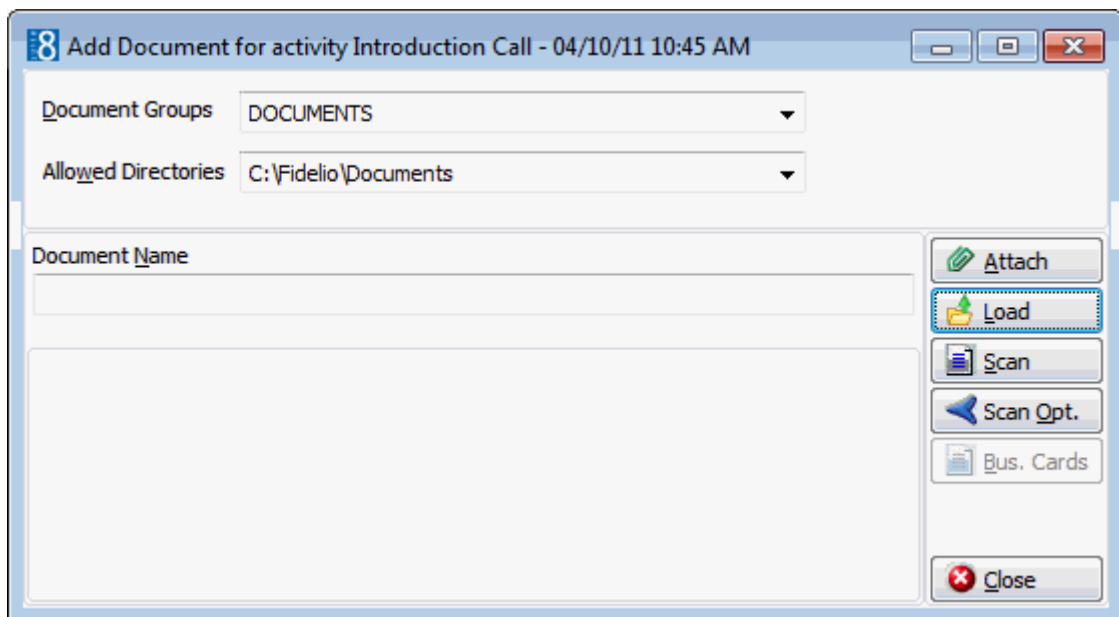 8 Add Document for activity Introduction Call - 04/10/11 10:45 AM
Document Groups DOCUMENTS
Allowed Directories C:\Fidelio\Documents
Document Name
Attach
Load
Scan
Scan Opt.
Bus. Cards
Close